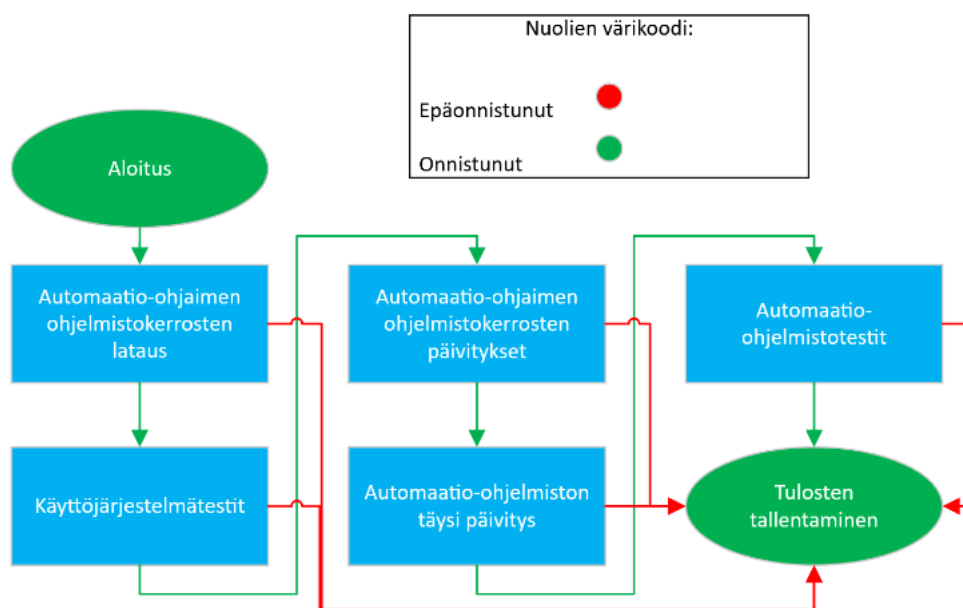 Nuolien värikoodi:
Epäonnistunut
Onnistunut
Aloitus
Automaatio-ohjaimen
ohjelmistokerrosten
lataus
Käyttöjärjestelmätestit
Automaatio-ohjaimen
ohjelmistokerrosten
päivitykset
Automaatio-ohjelmiston
täysi päivitys
Automaatio-
ohjelmistotestit
Tulosten
tallentaminen